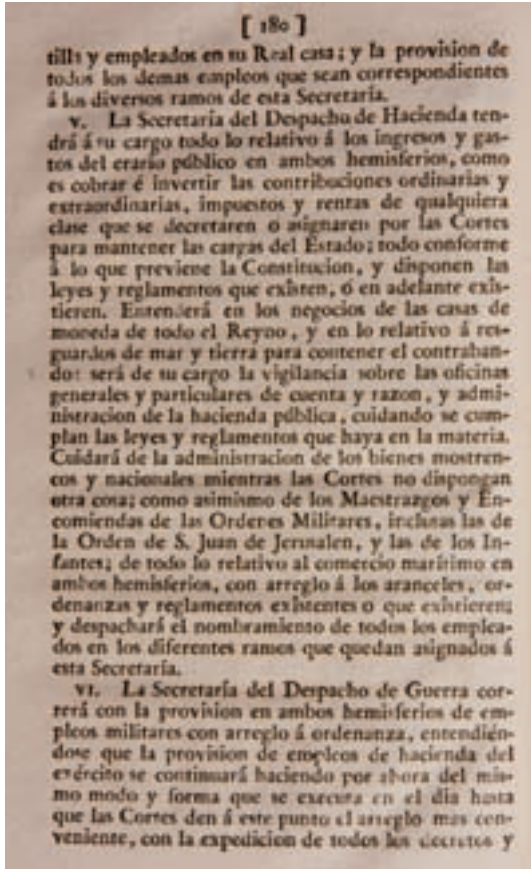 [ 180 ]
tills y empleados en su Real casa; y la provision de
todos los demas empleos que sean correspondientes
á los diversos ramos de esta Secretaría.
V. La Secretaría del Despacho de Hacienda ten-
drá á su cargo todo lo relativo á los ingresos y gas-
tos del erario público en ambos hemisferios, como
es cobrar é invertir las contribuciones ordinarias y
extraordinarias, impuestos y rentas de qualquiera
clase que se decretaren o asignaren por las Cortes
para mantener las cargas del Estado; todo conforme
á lo que previene la Constitucion, y disponen las
leyes y reglamentos que existen, ó en adelante exîs-
tieren. Entenderá en los negocios de las casas de
moneda de todo el Reyno, y en lo relativo á res-
guardos de mar y tierra para contener el contraban-
do: será de su cargo la vigilancia sobre las oficinas
generales y particulares de cuenta y razon, y admi-
nistracion de la hacienda pública, cuidando se cum-
plan las leyes y reglamentos que haya en la materia.
Cuidará de la administracion de los bienes mostren-
cos y nacionales mientras las Cortes no dispongan
otra cosa; como asimismo de los Maestrazgos y En-
comiendas de las Ordenes Militares, inclusas las de
la Orden de S. Juan de Jerusalen, y las de los In-
fantes; de todo lo relativo al comercio marítimo en
ambos hemisferios, con arreglo á los aranceles, or-
denanzas y reglamentos exîstentes o que exîstieren;
y despachará el nombramiento de todos los emplea-
dos en los diferentes ramos que quedan asignados á
esta Secretaría.
VI. La Secretaría del Despacho de Guerra cor-
rerá con la provision en ambos hemisferios de em-
pleos militares con arreglo á ordenanza, entendién-
dose que la provision de empleos de hacienda del
exército se continuará haciendo por ahora del mis-
mo modo y forma que se executa en el dia hasta
que las Cortes den á este punto el arreglo mas con-
veniente, con la expedicion de todos los decretos y